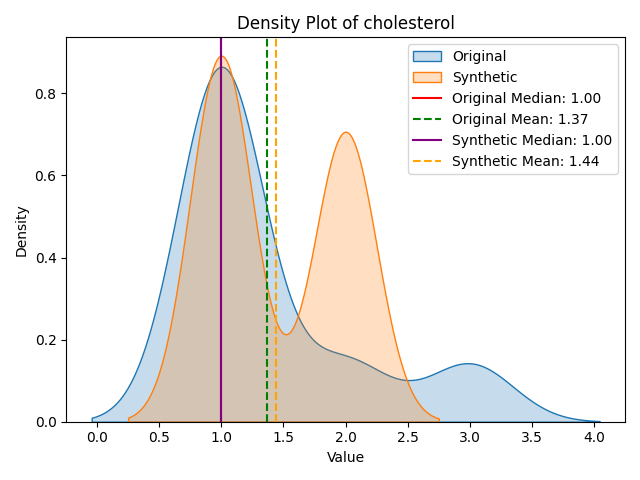 Density Plot of cholesterol
Original
Synthetic
Original Median: 1.00
Original Mean: 1.37
Synthetic Median: 1.00
Synthetic Mean: 1.44
Density
0.8
0.6
0.4
0.2
0.0
0.0 0.5 1.0 1.5 2.0 2.5 3.0 3.5 4.0
Value